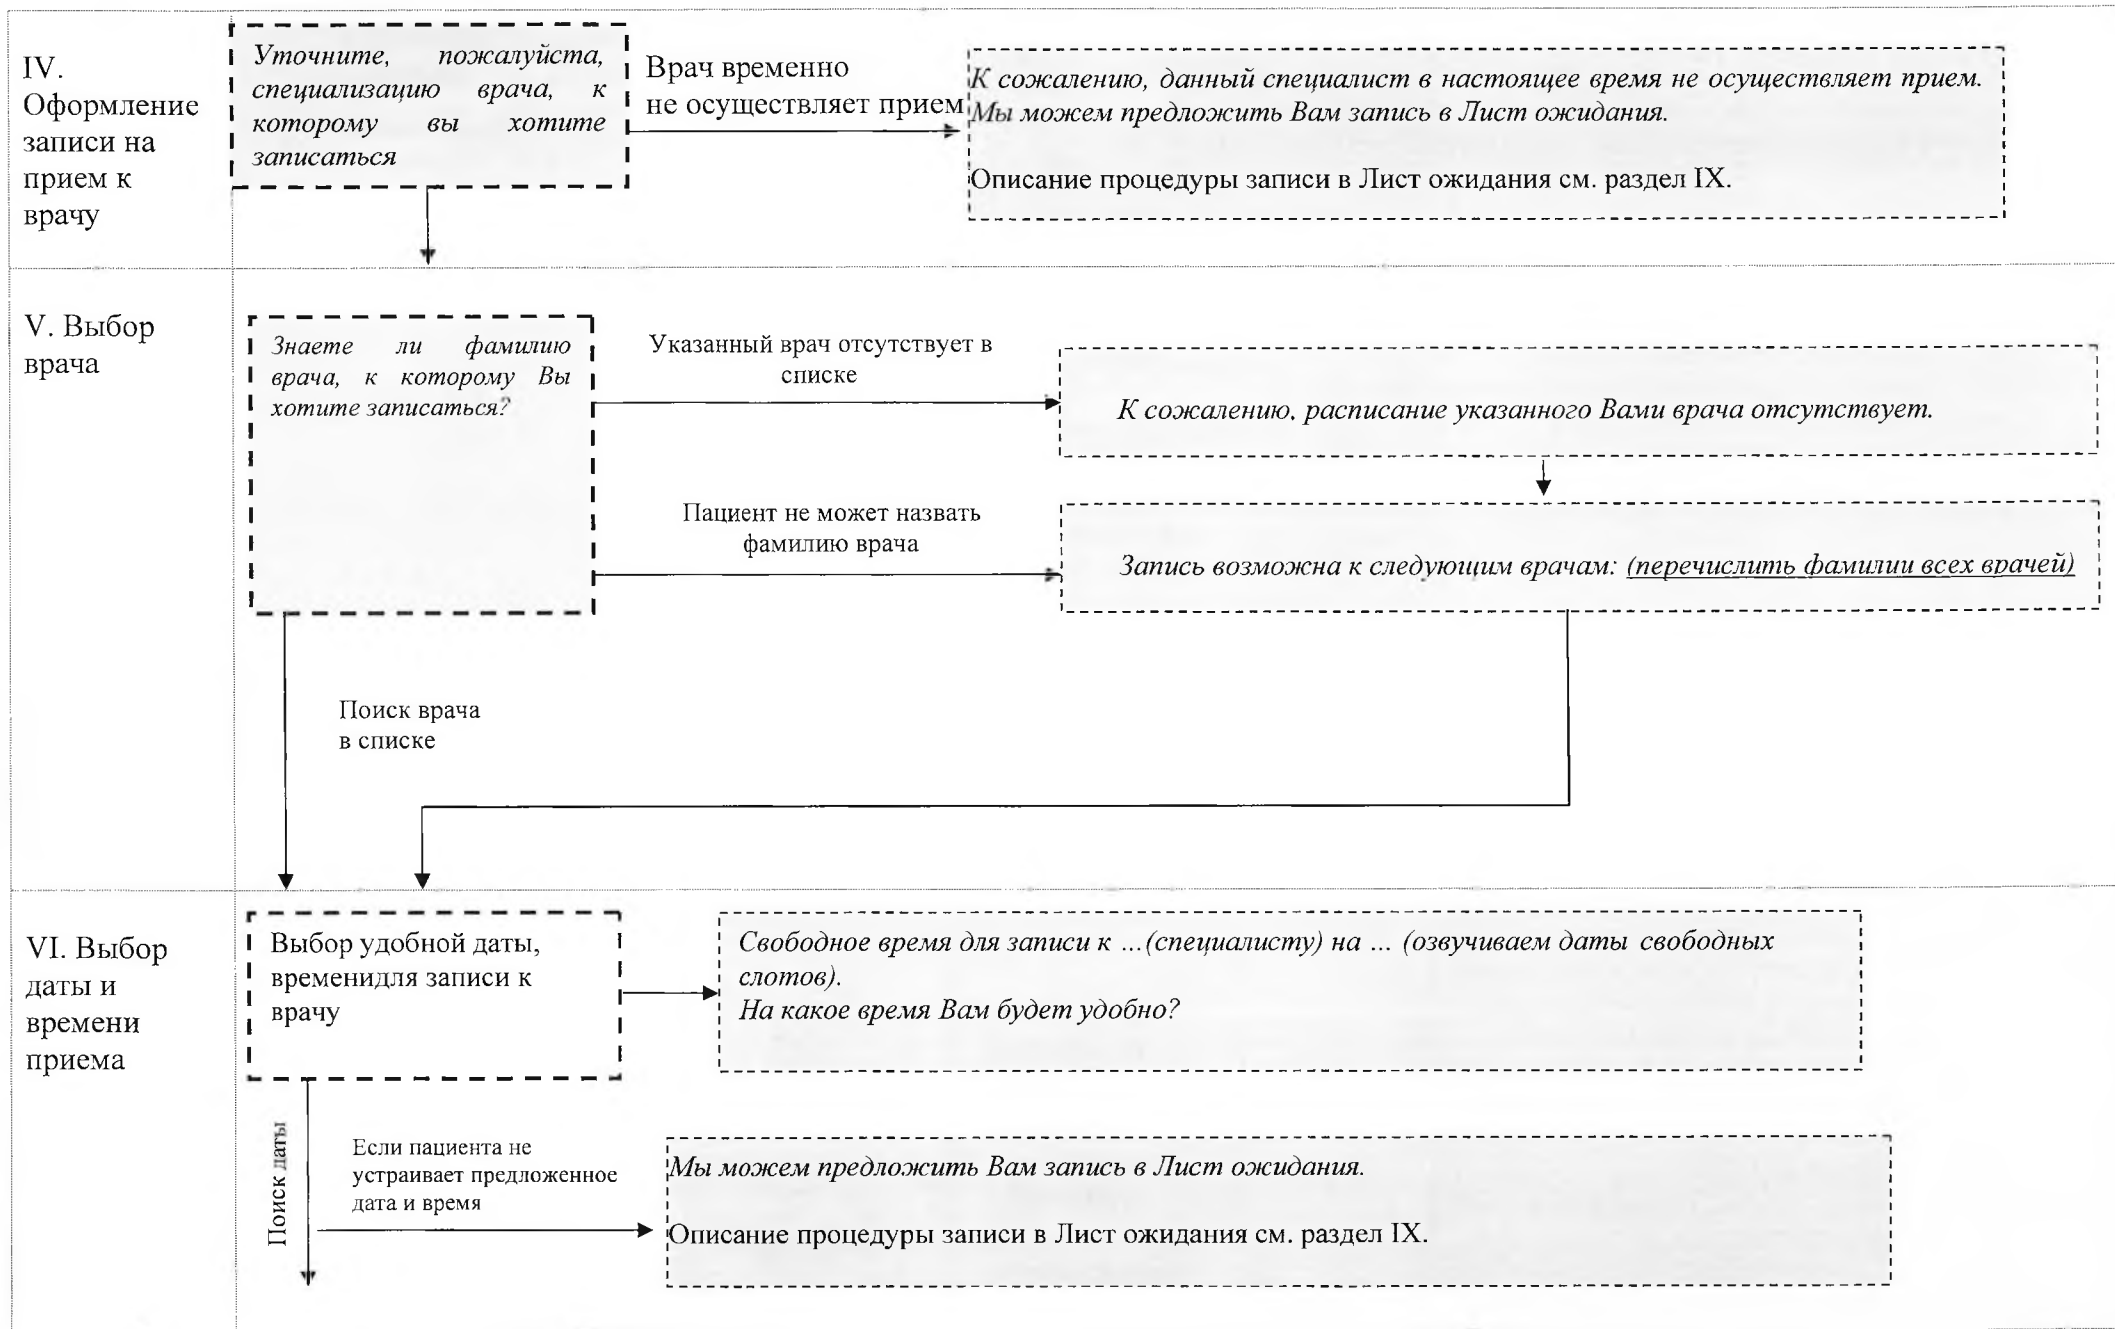 IV.
Оформление
записи на
прием к
врачу
Уточните, пожалуйста,
специализацию врача, к
которому вы хотите
записаться
Врач временно
не осуществляет прием
К сожалению, данный специалист в настоящее время не осуществляет прием.
Мы можем предложить Вам запись в Лист ожидания.
Описание процедуры записи в Лист ожидания см. раздел IX.
V. Выбор
врача
Знаете ли фамилию
врача, к которому Вы
хотите записаться?
Указанный врач отсутствует в
списке
К сожалению, расписание указанного Вами врача отсутствует.
Пациент не может назвать
фамилию врача
Запись возможна к следующим врачам: (перечислить фамилии всех врачей)
Поиск врача
в списке
VI. Выбор
даты и
времени
приема
Выбор удобной даты,
временидля записи к
врачу
Свободное время для записи к ...(специалисту) на ... (озвучиваем даты свободных
слотов).
На какое время Вам будет удобно?
Поиск даты
Если пациента не
устраивает предложенное
дата и время
Мы можем предложить Вам запись в Лист ожидания.
Описание процедуры записи в Лист ожидания см. раздел IX.